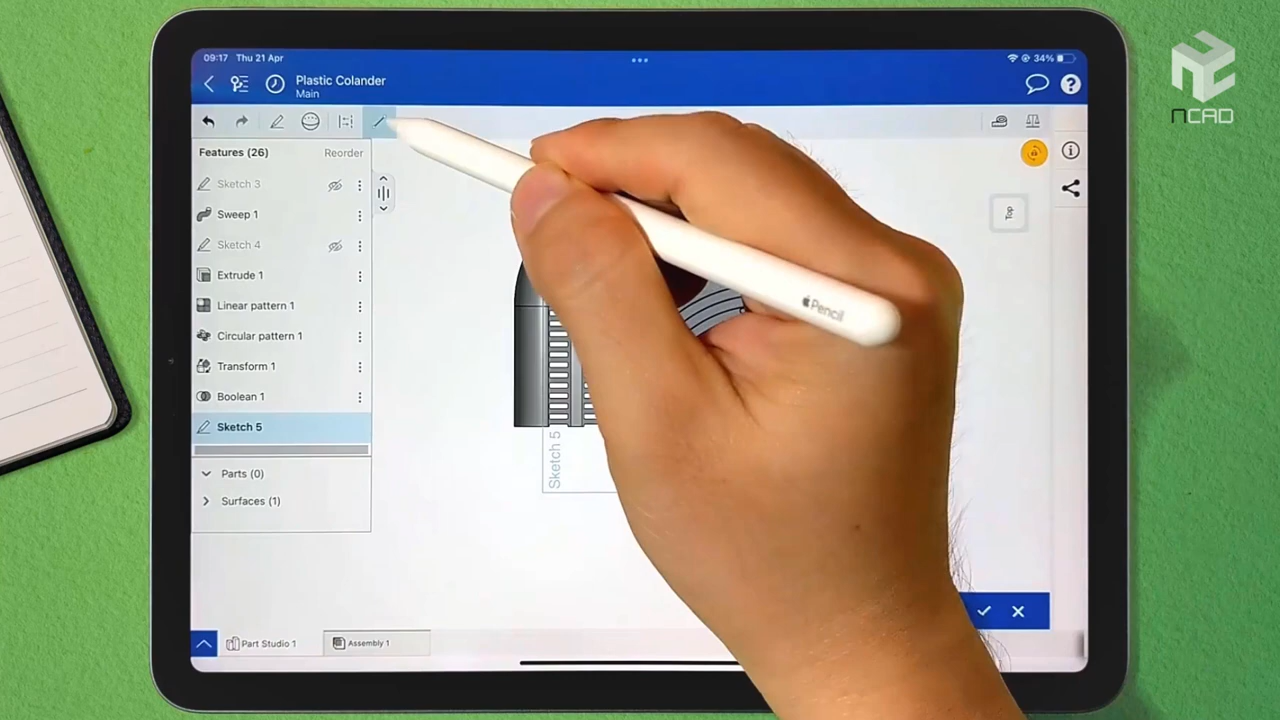 09:17 Thu 21 Apr
34%
Plastic Colander
Main
Features (26) Reorder
Sketch 3
Sweep 1
Sketch 4
Extrude 1
Linear pattern 1
Circular pattern 1
Transform 1
Boolean 1
Sketch 5
Parts (0)
Surfaces (1)
Part Studio 1
Assembly 1
Sketch 5
Top
Pencil
nCAD